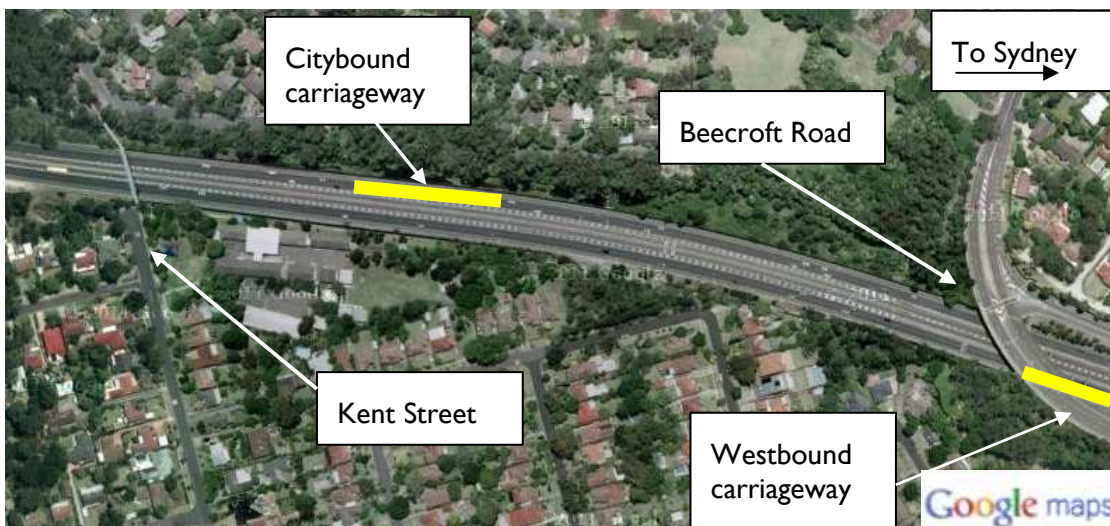 Citybound
carriageway
To Sydney
Beecroft Road
Kent Street
Westbound
carriageway
Google maps